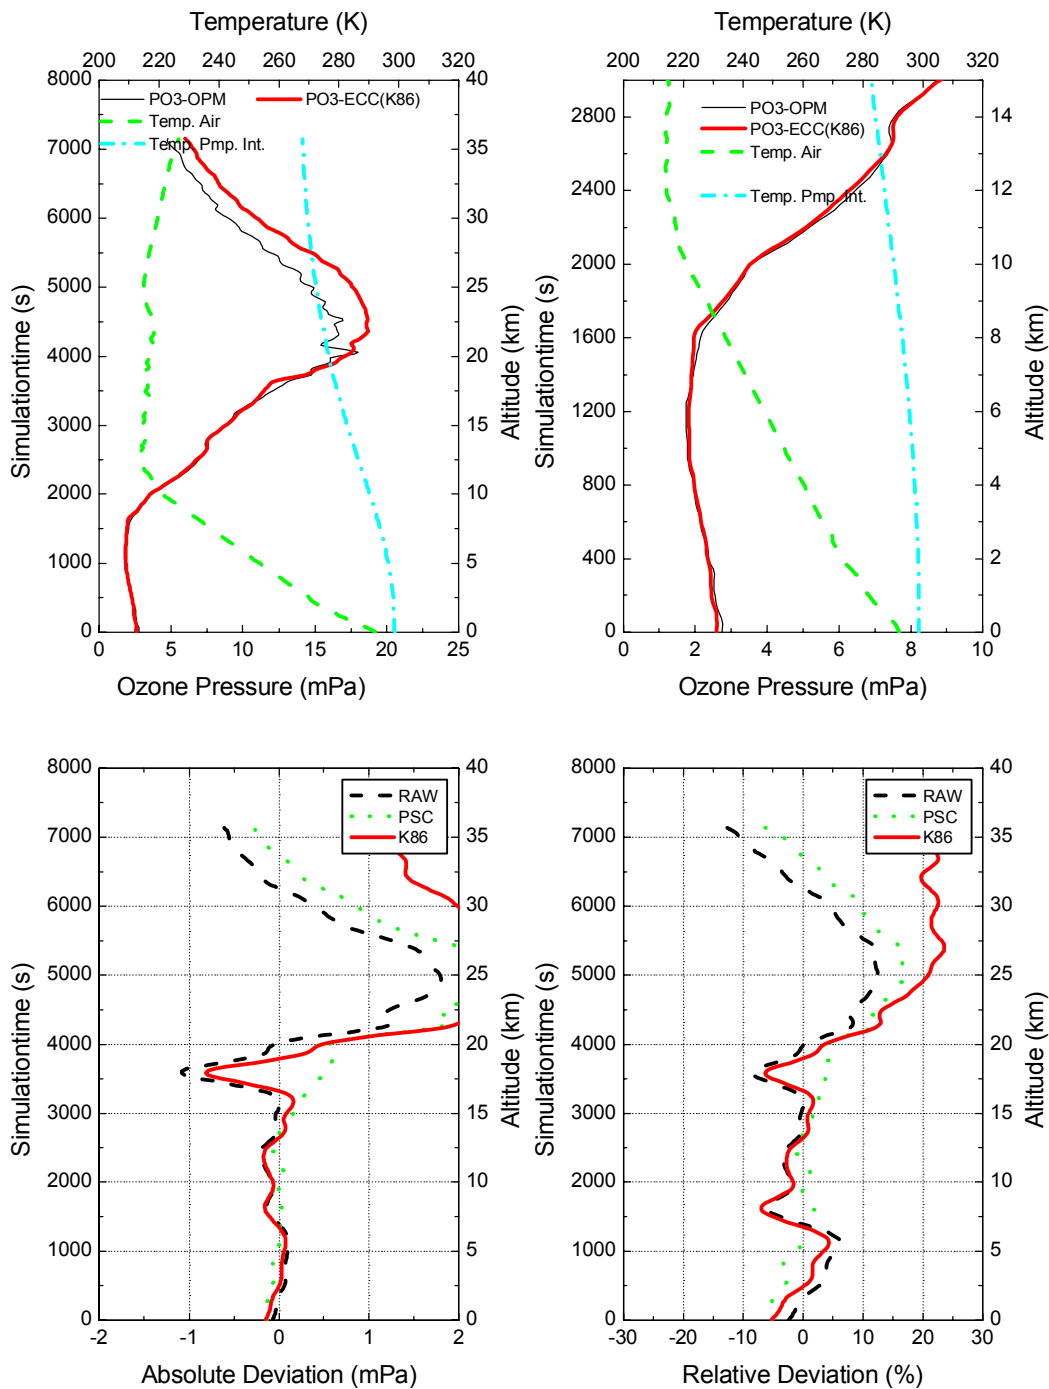 Temperature (K)
200 210 220 230 240 250 260 270 280 290 300 310
8000
7000
6000
5000
4000
3000
2000
1000
0
Simulationtime (s)
PO3-OPM
PO3-ECC(K86)
Temp. Air
Temp. Pmp. Int.
40
35
30
25
20
15
10
5
0
Altitude (km)
0 5 10 15 20 25
Ozone Pressure (mPa)
Temperature (K)
200 220 240 260 280 300
2800
2400
2000
1600
1200
800
400
0
Simulationtime (s)
PO3-OPM
PO3-ECC(K86)
Temp. Air
Temp. Pmp. Int.
14
12
10
8
6
4
2
0
Altitude (km)
0 2 4 6 8 10
Ozone Pressure (mPa)
8000
7000
6000
5000
4000
3000
2000
1000
0
Simulationtime (s)
RAW
PSC
K86
40
35
30
25
20
15
10
5
0
Altitude (km)
-2 -1 0 1 2
Absolute Deviation (mPa)
8000
7000
6000
5000
4000
3000
2000
1000
0
Simulationtime (s)
RAW
PSC
K86
40
35
30
25
20
15
10
5
0
Altitude (km)
-30 -20 -10 0 10 20 30
Relative Deviation (%)